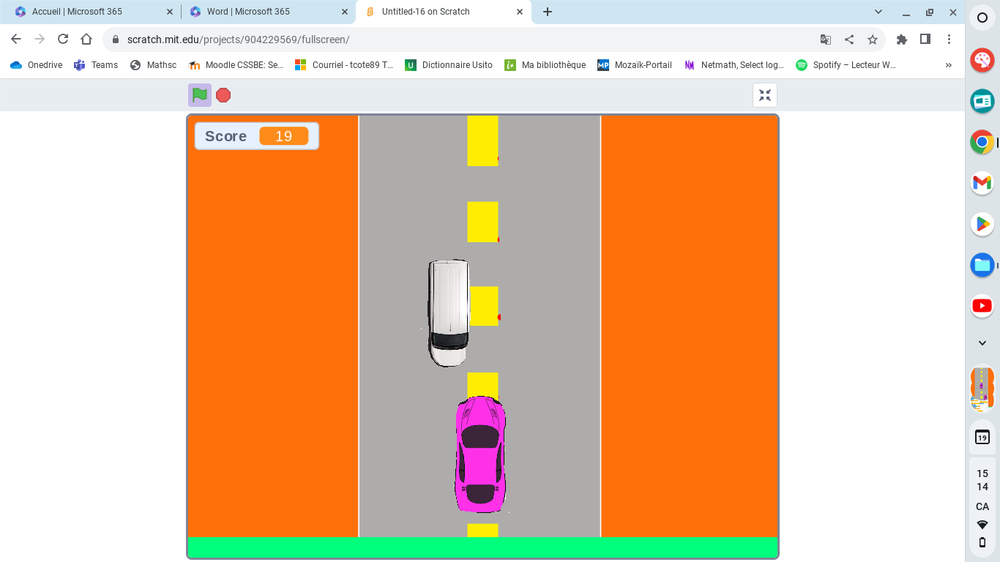 Accueil | Microsoft 365
Word | Microsoft 365
Untitled-16 on Scratch
scratch.mit.edu/projects/904229569/fullscreen/
Onedrive
Teams
Mathsc
Moodle CSSBE: Se...
Courriel - tcote89 T...
U
Dictionnaire Usito
i+
Ma bibliothèque
MP
Mozaïk-Portail
NM
Netmath, Select log...
Spotify – Lecteur W...
»
Score 19
19
15
14
CA